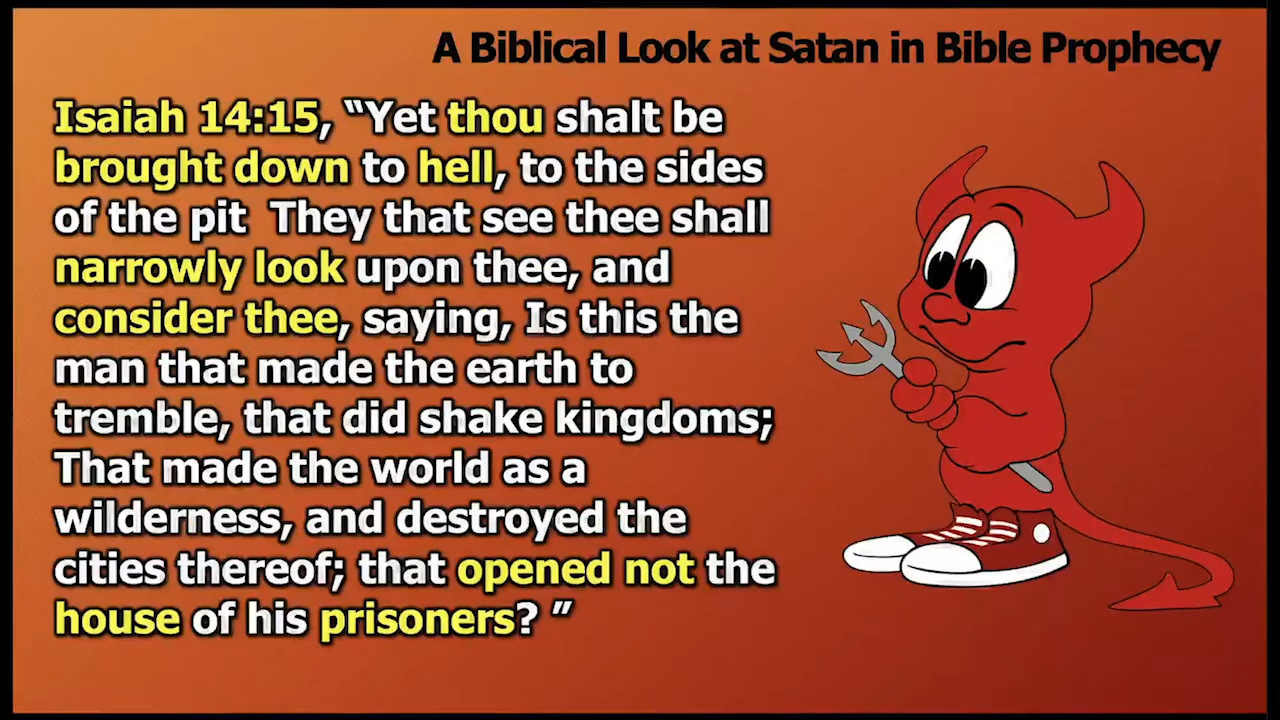 A Biblical Look at Satan in Bible Prophecy
Isaiah 14:15, “Yet thou shalt be
brought down to hell, to the sides
of the pit  They that see thee shall
narrowly look upon thee, and
consider thee, saying, Is this the
man that made the earth to
tremble, that did shake kingdoms;
That made the world as a
wilderness, and destroyed the
cities thereof; that opened not the
house of his prisoners? ”